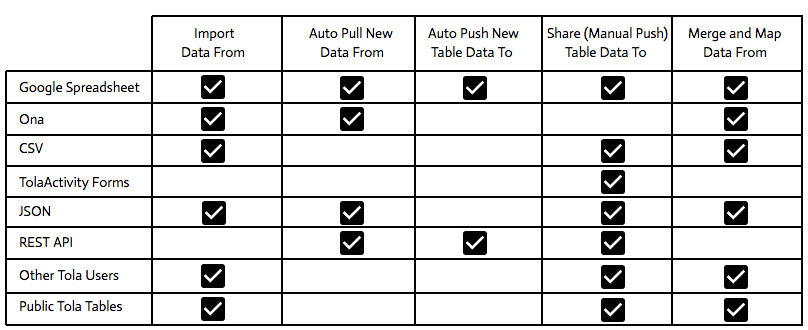 Import
Data From
Auto Pull New
Data From
Auto Push New
Table Data To
Share (Manual Push)
Table Data To
Merge and Map
Data From
Google Spreadsheet
Ona
CSV
TolaActivity Forms
JSON
REST API
Other Tola Users
Public Tola Tables